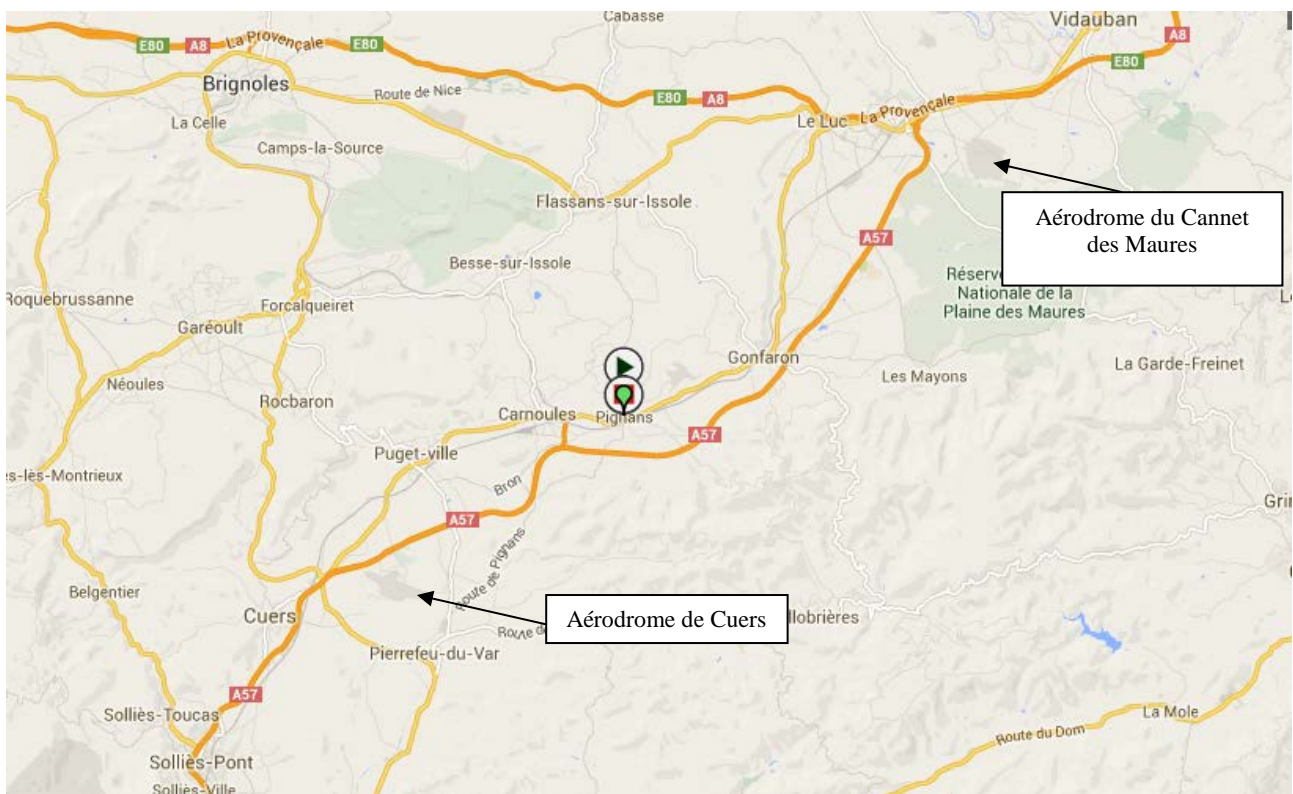 Cabasse
Vidauban
E80
A8
La Provençale
E80
A8
E80
Brignoles
Route de Nice
E80
A8
La Provençale
Le Luc
La Celle
Camps-la-Source
Aérodrome du Cannet
des Maures
Flassans-sur-Issole
A57
Besse-sur-Issole
Réserve
Nationale de la
Plaine des Maures
Roquebrussanne
Forcalqueiret
Garéoult
Gonfaron
La Garde-Freinet
Les Mayons
Néoules
Rocbaron
Carnoules
Pignans
A57
Puget-ville
es-lès-Montrieux
Bron
Grin
A57
Route de Pignans
Belgentier
Cuers
Aérodrome de Cuers
llobrières
Route de
Pierrefeu-du-Var
A57
Solliès-Toucas
La Mole
Route du Dom
Solliès-Pont
Solliès-Ville